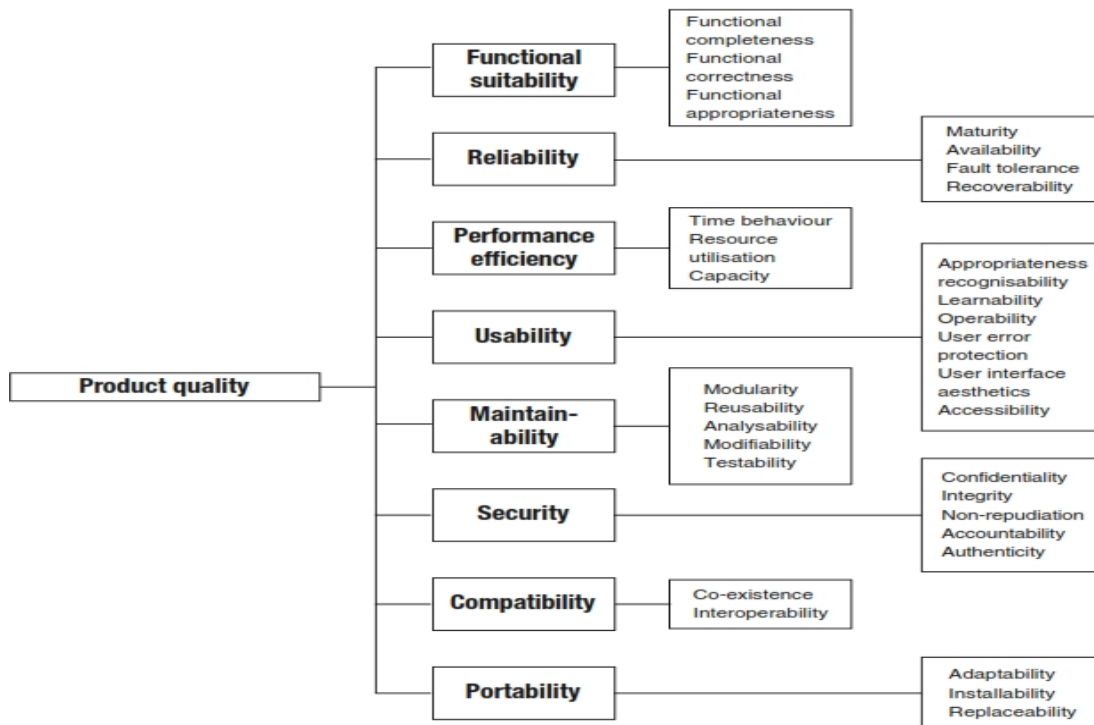 Product quality
Functional
suitability
Functional
completeness
Functional
correctness
Functional
appropriateness
Reliability
Maturity
Availability
Fault tolerance
Recoverability
Performance
efficiency
Time behaviour
Resource
utilisation
Capacity
Usability
Appropriateness
recognisability
Learnability
Operability
User error
protection
User interface
aesthetics
Accessibility
Maintain-
ability
Modularity
Reusability
Analysability
Modifiability
Testability
Security
Confidentiality
Integrity
Non-repudiation
Accountability
Authenticity
Compatibility
Co-existence
Interoperability
Portability
Adaptability
Installability
Replaceability